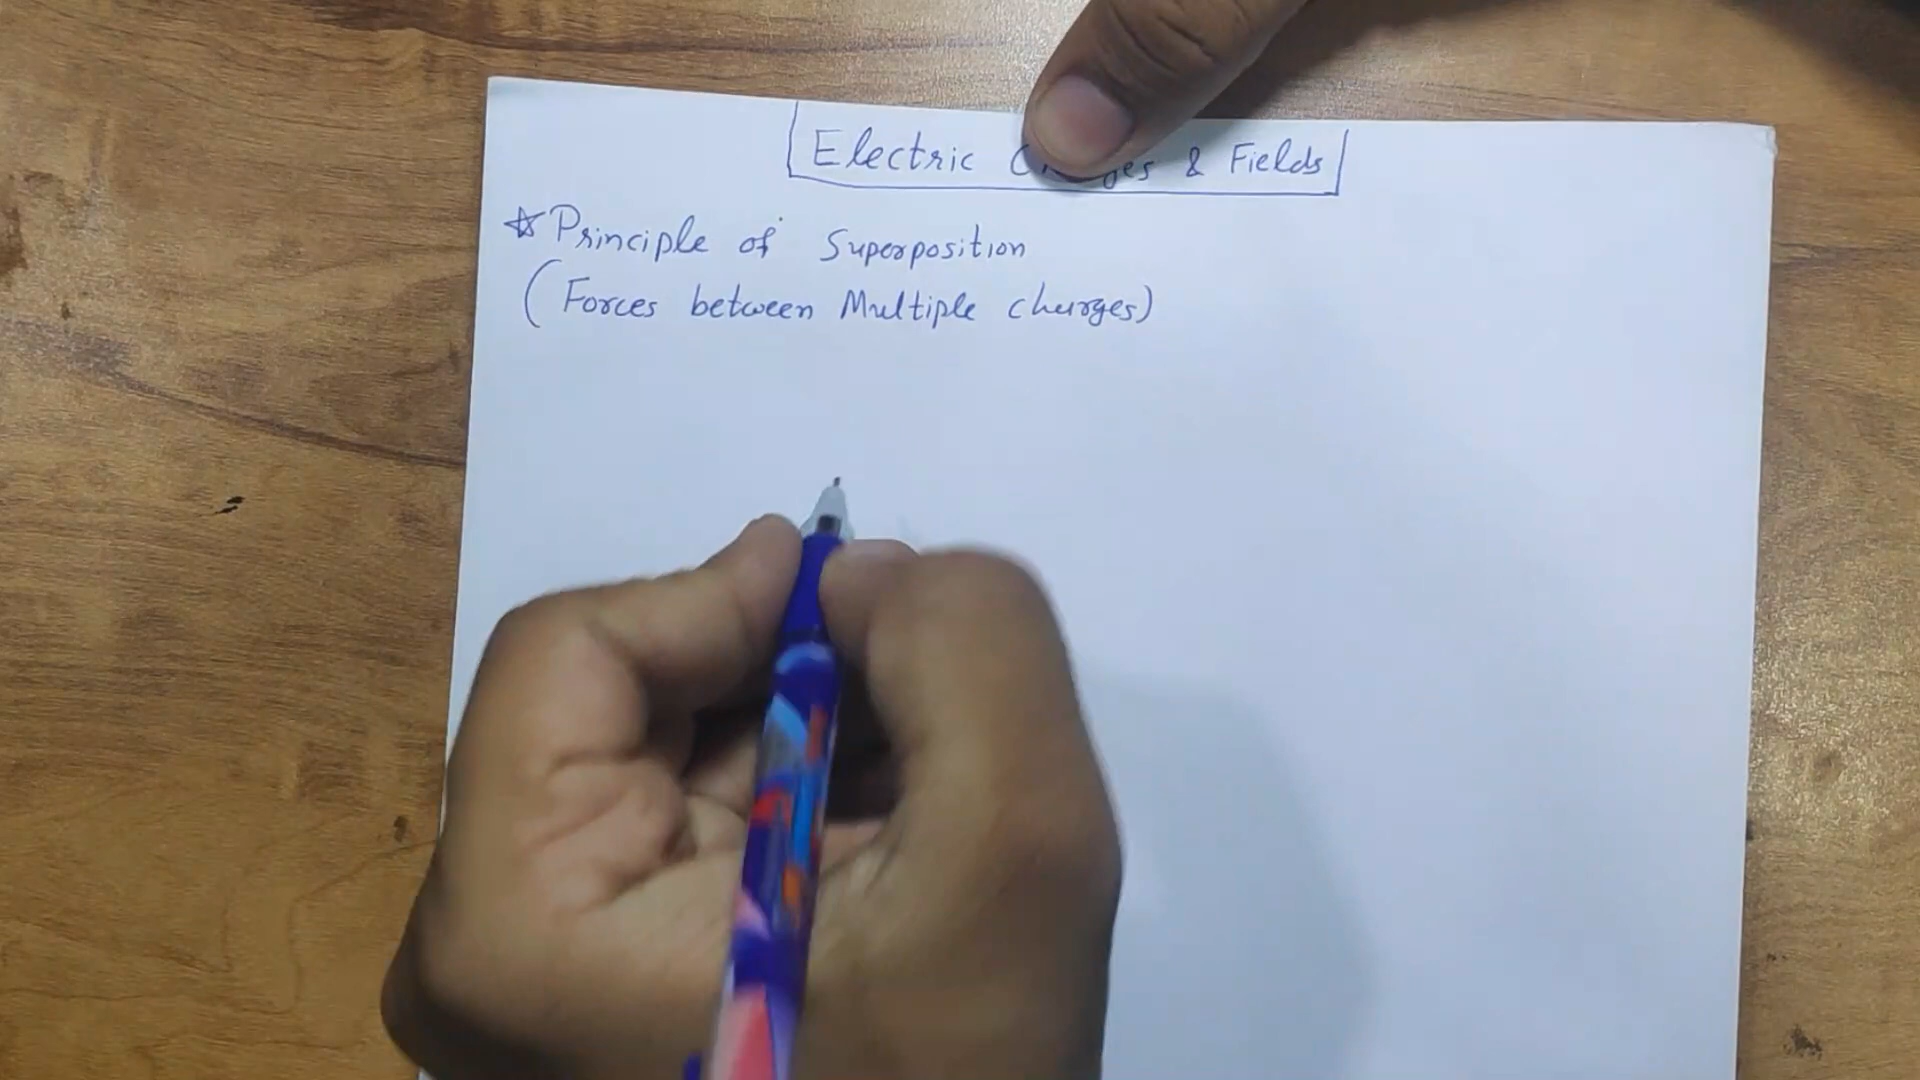 Electric & Fields
☆ Principle of Superposition
(Forces between Multiple charges)